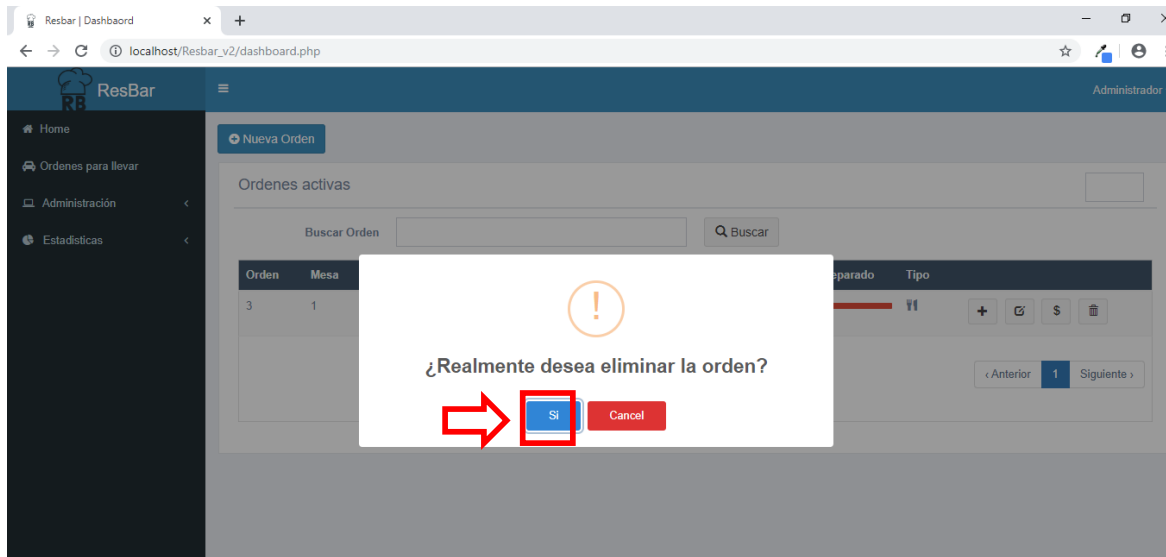 Resbar | Dashbaord
localhost/Resbar_v2/dashboard.php
RB ResBar
Administrador
Home
Nueva Orden
Ordenes para llevar
Ordenes activas
Administración
Buscar Orden
Buscar
Estadisticas
Orden Mesa eparado Tipo
3 1
!
$
¿Realmente desea eliminar la orden?
‹ Anterior 1 Siguiente ›
Si Cancel